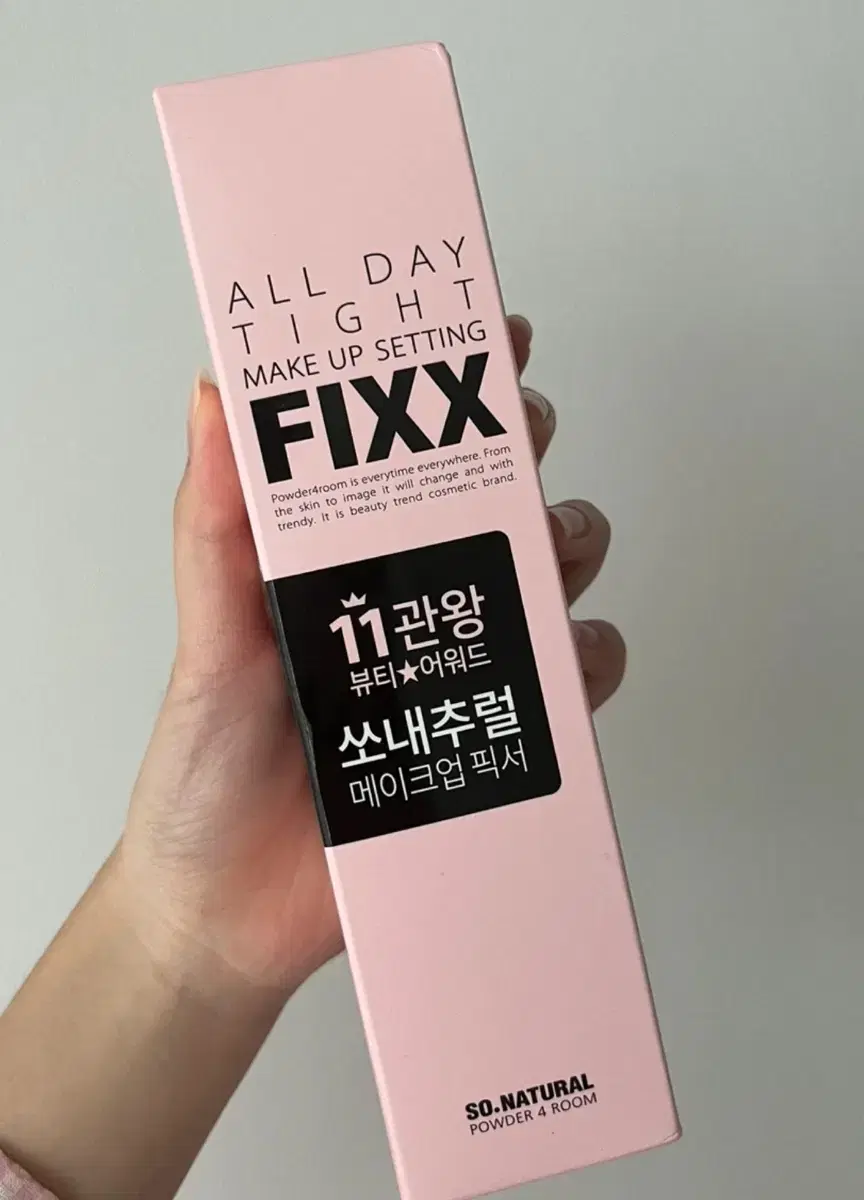 ALL DAY
TIGHT
MAKE UP SETTING
FIXX
Powder4room is everytime everywhere. From
the skin to image it will change and with
trendy. It is beauty trend cosmetic brand.
11관왕
뷰티★어워드
쏘내추럴
메이크업 픽서
SO.NATURAL
POWDER 4 ROOM